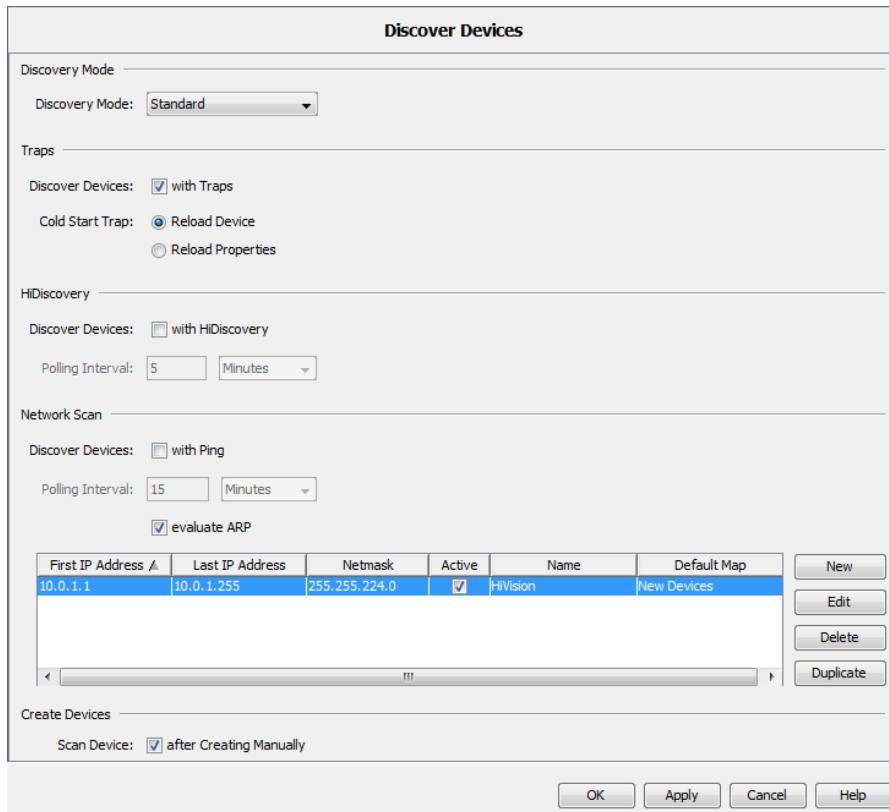 Discover Devices
Discovery Mode
Discovery Mode: Standard
Traps
Discover Devices: with Traps
Cold Start Trap: Reload Device
Reload Properties
HiDiscovery
Discover Devices: with HiDiscovery
Polling Interval: 5 Minutes
Network Scan
Discover Devices: with Ping
Polling Interval: 15 Minutes
evaluate ARP
First IP Address Last IP Address Netmask Active Name Default Map New
10.0.1.1 10.0.1.255 255.255.224.0 HiVision New Devices
Edit
Delete
Duplicate
Create Devices
Scan Device: after Creating Manually
OK Apply Cancel Help